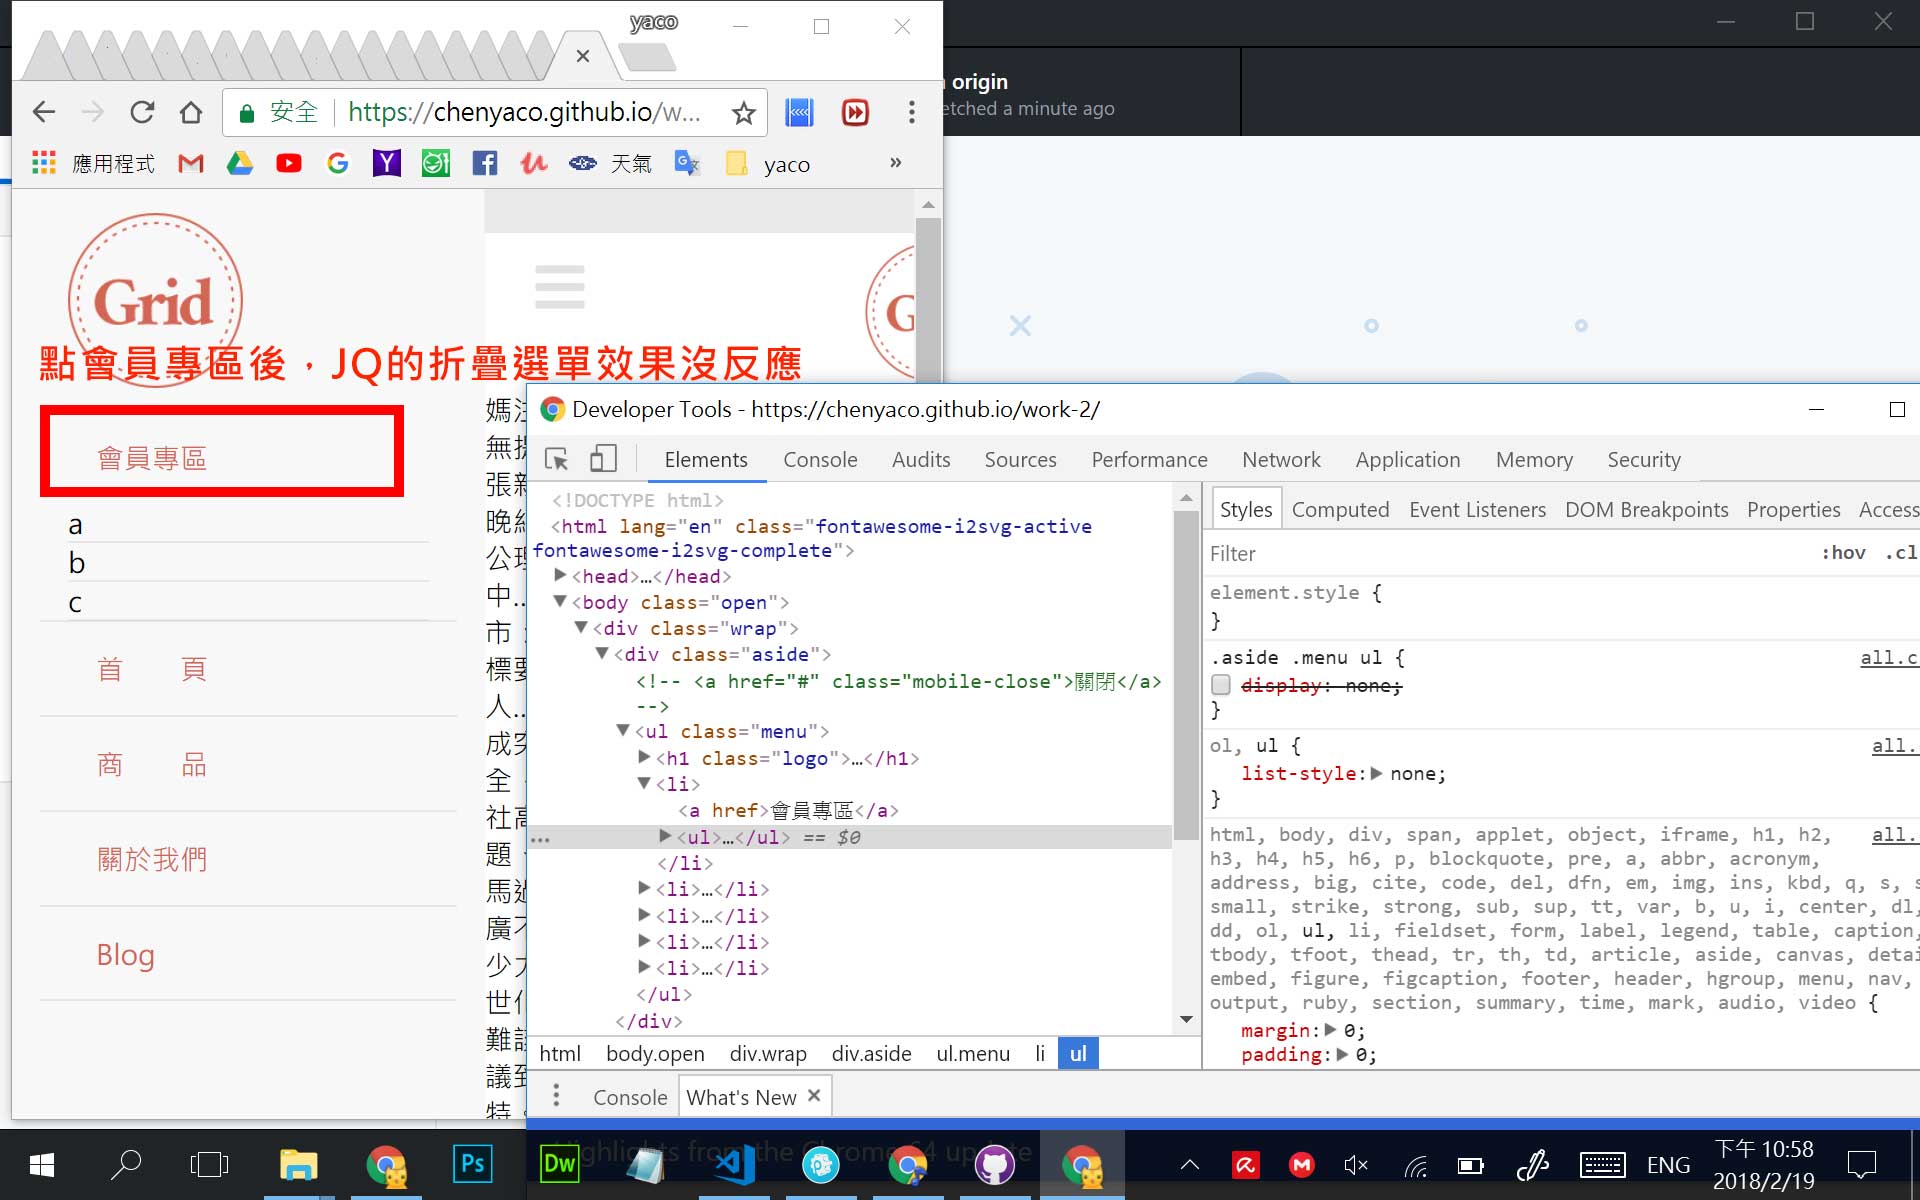 yaco
安全 https://chenyaco.github.io/w...
應用程式
天氣
yaco
»
origin
etched a minute ago
Grid
G
點會員專區後，JQ的折疊選單效果沒反應
會員專區
a
b
c
首 頁
商 品
關於我們
Blog
無
張
晚
公
中..
市
標
人..
成
全
社
題
馬
廣
少
世
難
議
特
Developer Tools - https://chenyaco.github.io/work-2/
Elements Console Audits Sources Performance Network Application Memory Security
<!DOCTYPE html>
<html lang="en" class="fontawesome-i2svg-active
fontawesome-i2svg-complete">
<head>…</head>
<body class="open">
<div class="wrap">
<div class="aside">
<!-- <a href="#" class="mobile-close">關閉</a>
-->
<ul class="menu">
<h1 class="logo">…</h1>
<li>
<a href>會員專區</a>
... <ul>…</ul> == $0
</li>
<li>…</li>
<li>…</li>
<li>…</li>
<li>…</li>
</ul>
</div>
html body.open div.wrap div.aside ul.menu li ul
Styles Computed Event Listeners DOM Breakpoints Properties Access
Filter :hov .cl
element.style {
}
.aside .menu ul { all.c
display: none;
}
ol, ul { all.
list-style: none;
}
html, body, div, span, applet, object, iframe, h1, h2, all.
h3, h4, h5, h6, p, blockquote, pre, a, abbr, acronym,
address, big, cite, code, del, dfn, em, img, ins, kbd, q, s, s
small, strike, strong, sub, sup, tt, var, b, u, i, center, dl,
dd, ol, ul, li, fieldset, form, label, legend, table, caption,
tbody, tfoot, thead, tr, th, td, article, aside, canvas, detai
embed, figure, figcaption, footer, header, hgroup, menu, nav,
output, ruby, section, summary, time, mark, audio, video {
margin: 0;
padding: 0;
Console What's New
Highlights from the Chrome 64 update
Ps
Dw
ENG
下午 10:58
2018/2/19